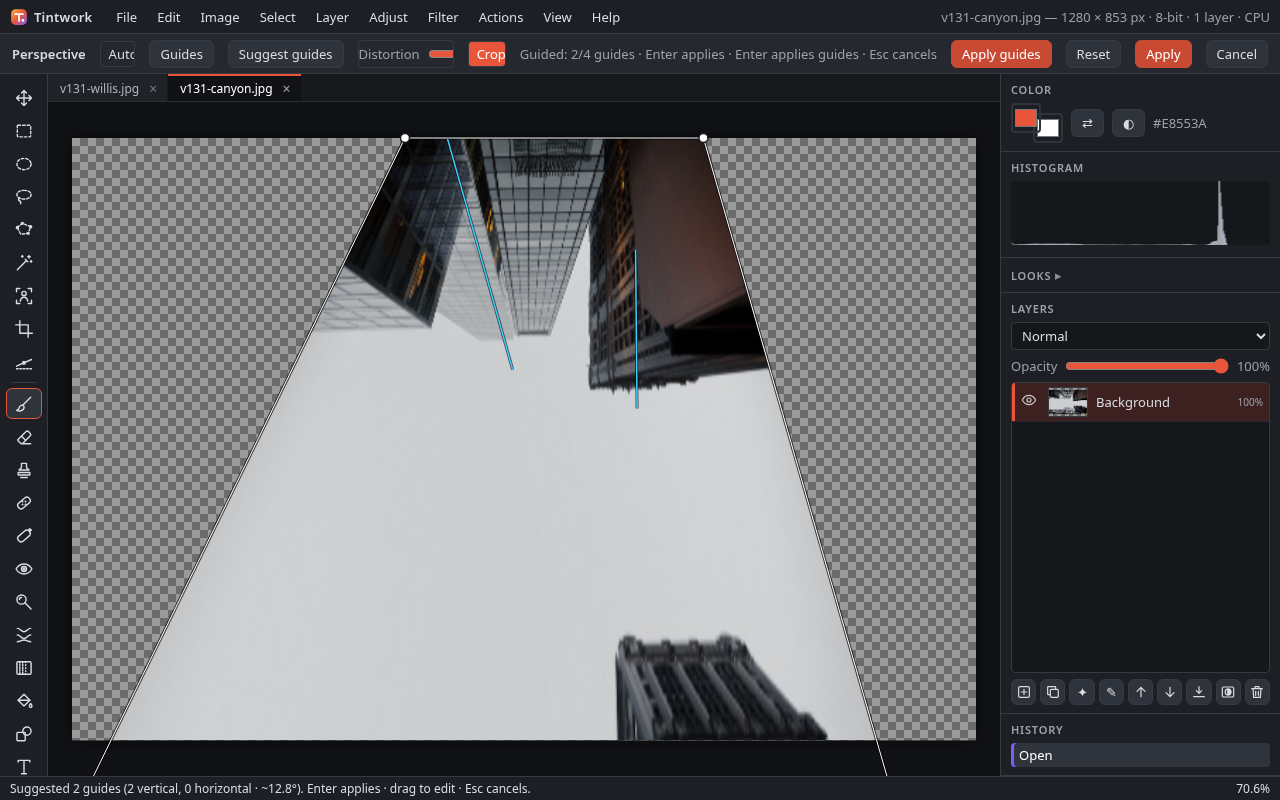 Tintwork File Edit Image Select Layer Adjust Filter Actions View Help v131-canyon.jpg — 1280 × 853 px · 8-bit · 1 layer · CPU
Perspective Auto Guides Suggest guides Distortion Crop Guided: 2/4 guides · Enter applies · Enter applies guides · Esc cancels Apply guides Reset Apply Cancel
v131-willis.jpg × v131-canyon.jpg ×
COLOR
#E8553A
HISTOGRAM
LOOKS ▸
LAYERS
Normal
Opacity 100%
Background 100%
HISTORY
Open
Suggested 2 guides (2 vertical, 0 horizontal · ~12.8°). Enter applies · drag to edit · Esc cancels. 70.6%